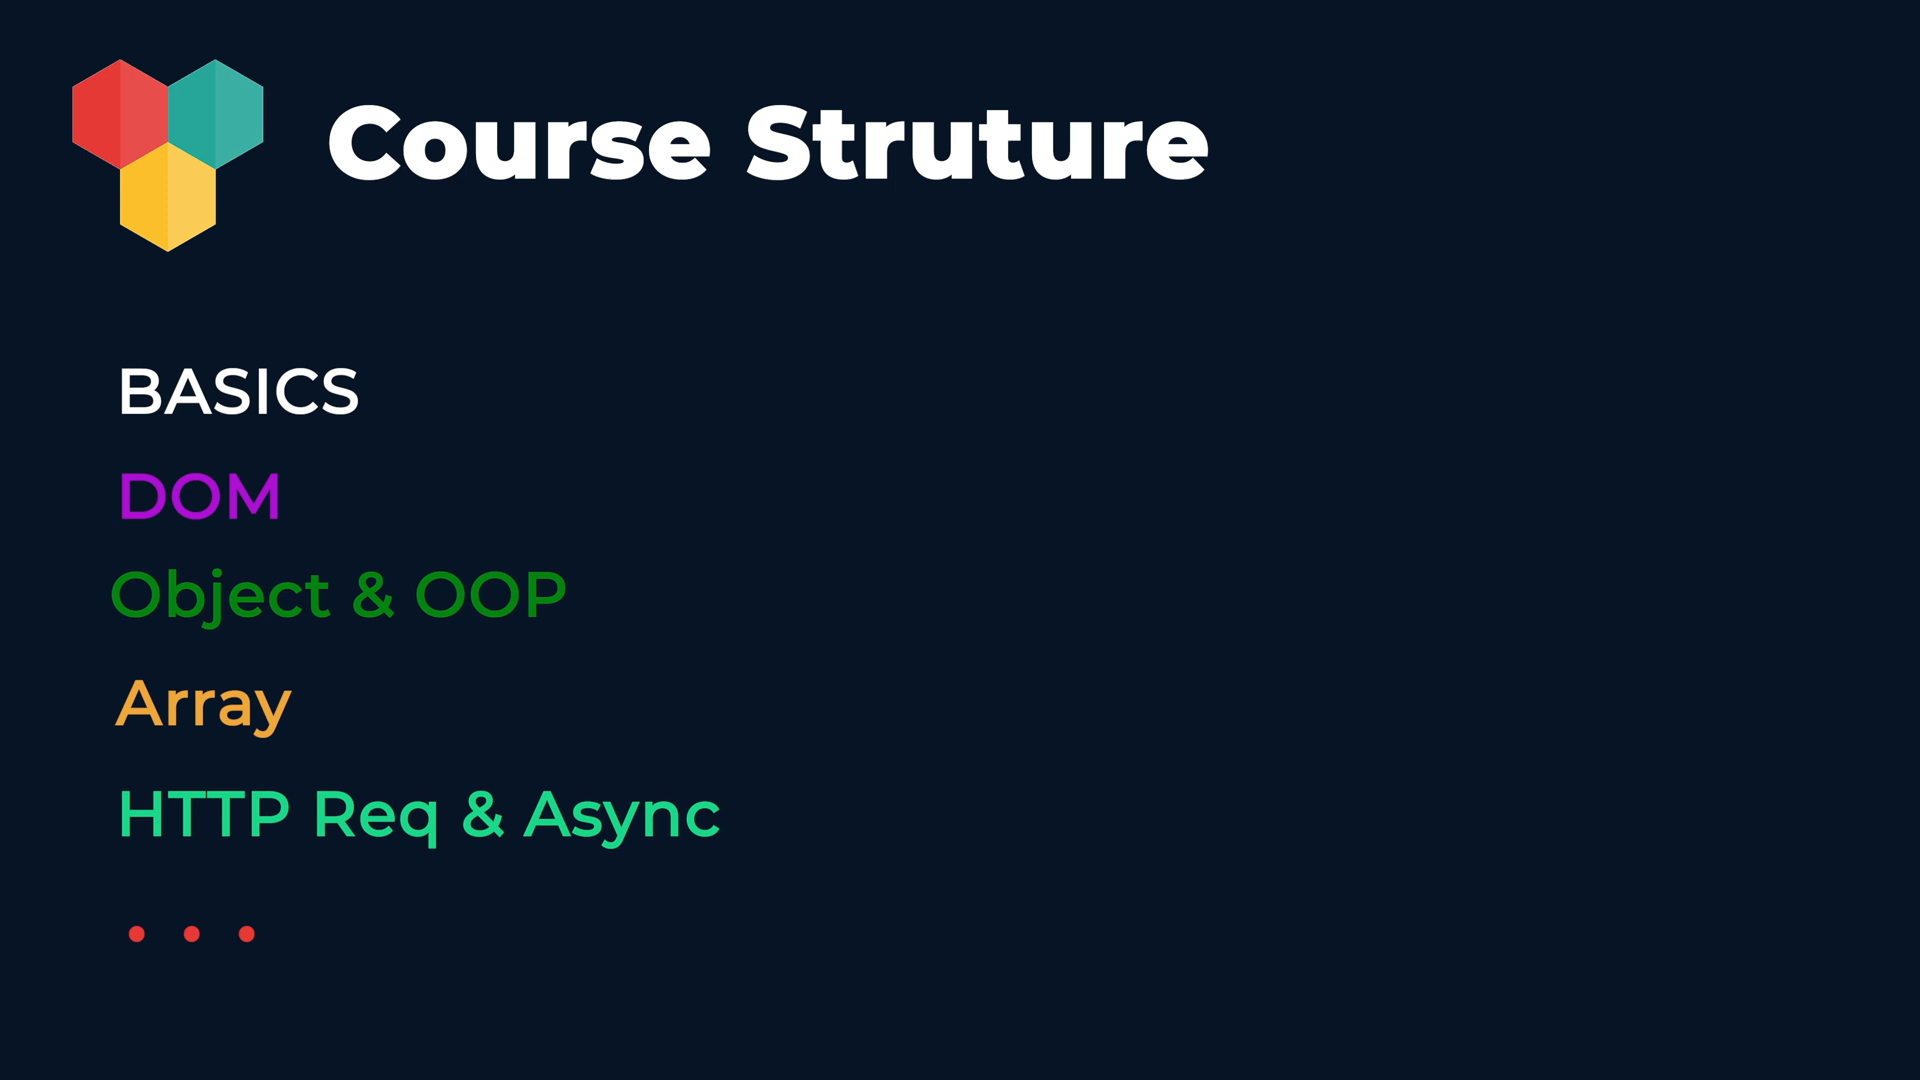 Course Struture
BASICS
DOM
Object & OOP
Array
HTTP Req & Async
• • •